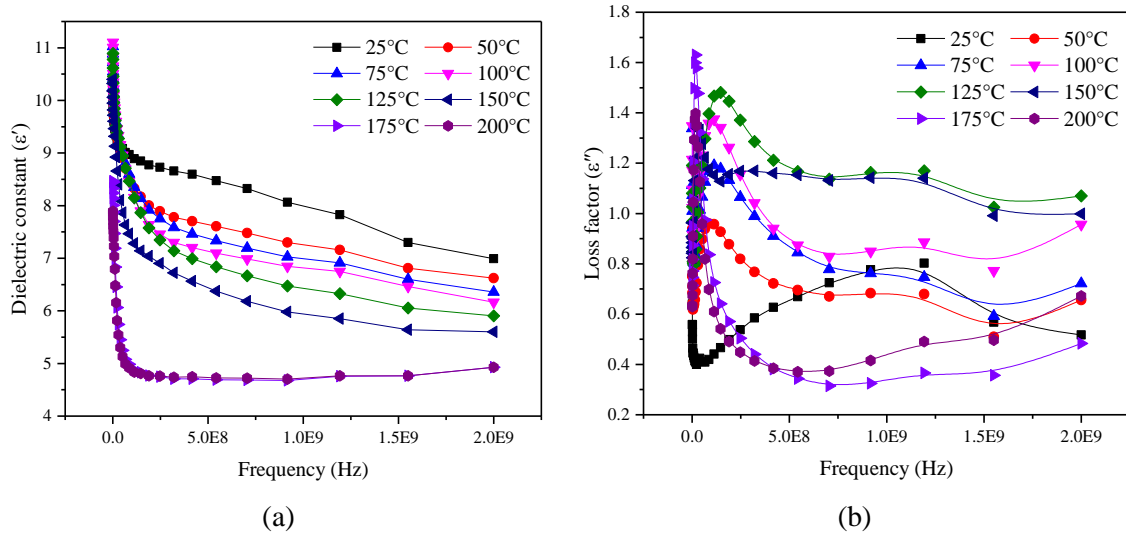 11
10
9
8
7
6
5
4
Dielectric constant (ε′)
25°C 50°C
75°C 100°C
125°C 150°C
175°C 200°C
0.0 5.0E8 1.0E9 1.5E9 2.0E9
Frequency (Hz)
(a)
1.8
1.6
1.4
1.2
1.0
0.8
0.6
0.4
0.2
Loss factor (ε″)
25°C 50°C
75°C 100°C
125°C 150°C
175°C 200°C
0.0 5.0E8 1.0E9 1.5E9 2.0E9
Frequency (Hz)
(b)